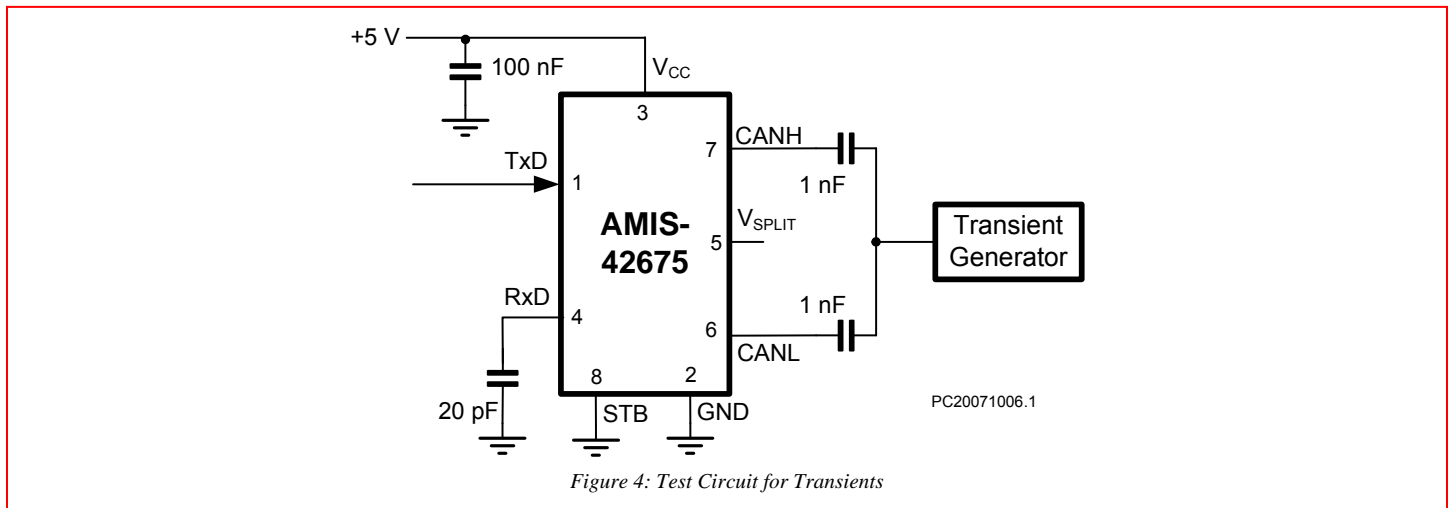 +5 V
100 nF
VCC
3
7
CANH
1 nF
TxD
1
AMIS-
42675
VSPLIT
5
Transient
Generator
RxD
4
1 nF
6
CANL
8
2
20 pF
STB
GND
PC20071006.1
Figure 4: Test Circuit for Transients